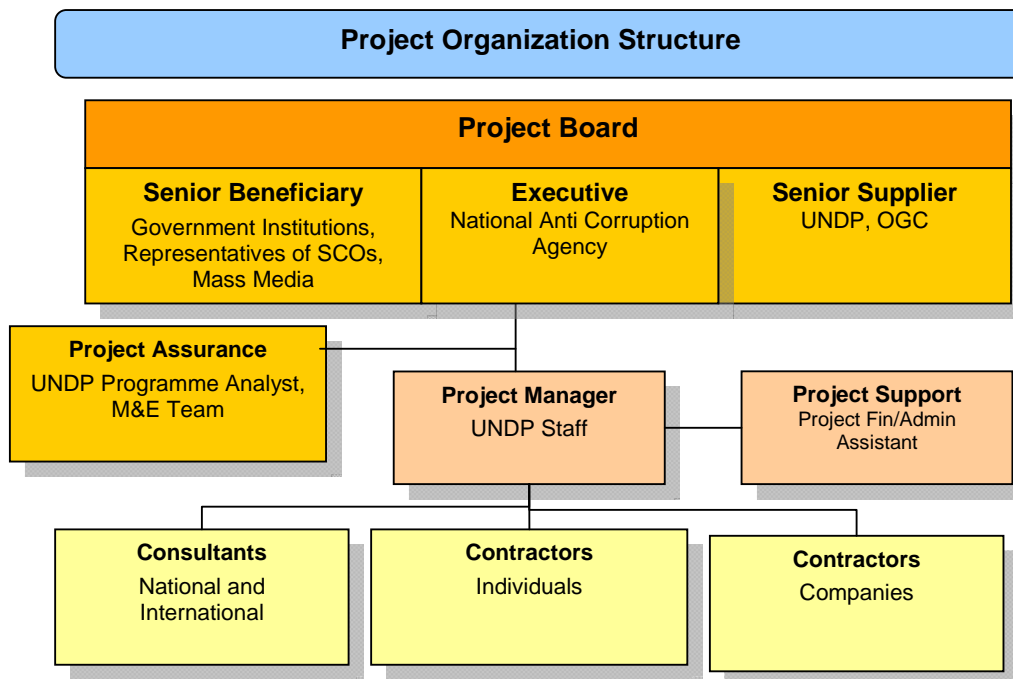 Project Organization Structure
Project Board
Senior Beneficiary
Government Institutions,
Representatives of SCOs,
Mass Media
Executive
National Anti Corruption
Agency
Senior Supplier
UNDP, OGC
Project Assurance
UNDP Programme Analyst,
M&E Team
Project Manager
UNDP Staff
Project Support
Project Fin/Admin
Assistant
Consultants
National and
International
Contractors
Individuals
Contractors
Companies